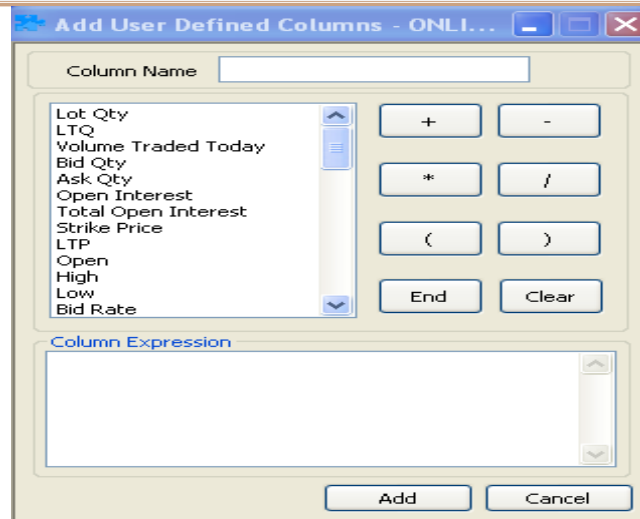 Add User Defined Columns - ONLI...
Column Name
Lot Qty
LTQ
Volume Traded Today
Bid Qty
Ask Qty
Open Interest
Total Open Interest
Strike Price
LTP
Open
High
Low
Bid Rate
+ -
* /
( )
End Clear
Column Expression
Add Cancel